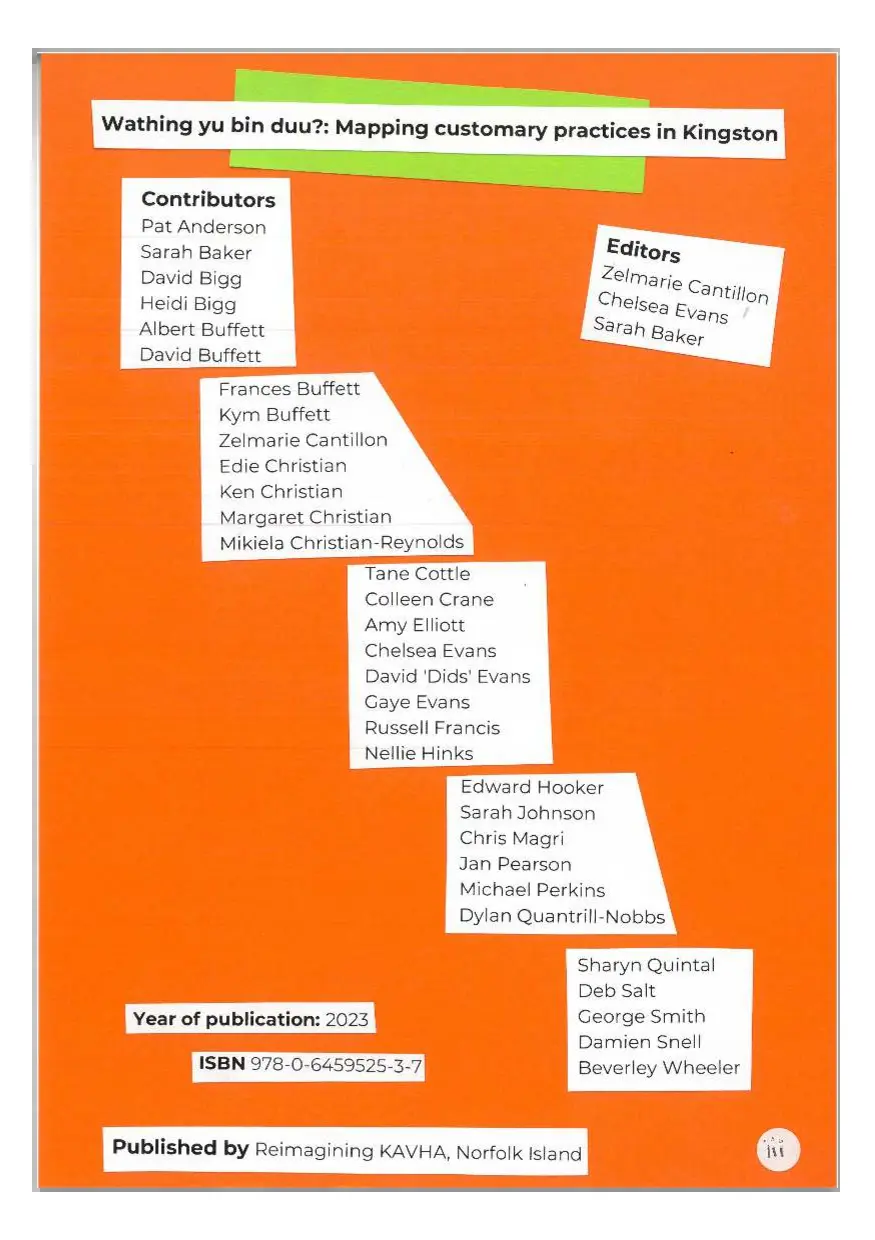 Wathing yu bin duu?: Mapping customary practices in Kingston
Contributors
Pat Anderson
Sarah Baker
David Bigg
Heidi Bigg
Albert Buffett
David Buffett
Editors
Zelmarie Cantillon
Chelsea Evans
Sarah Baker
Frances Buffett
Kym Buffett
Zelmarie Cantillon
Edie Christian
Ken Christian
Margaret Christian
Mikiela Christian-Reynolds
Tane Cottle
Colleen Crane
Amy Elliott
Chelsea Evans
David 'Dids' Evans
Gaye Evans
Russell Francis
Nellie Hinks
Edward Hooker
Sarah Johnson
Chris Magri
Jan Pearson
Michael Perkins
Dylan Quantrill-Nobbs
Sharyn Quintal
Deb Salt
George Smith
Damien Snell
Beverley Wheeler
Year of publication: 2023
ISBN 978-0-6459525-3-7
Published by Reimagining KAVHA, Norfolk Island
iii